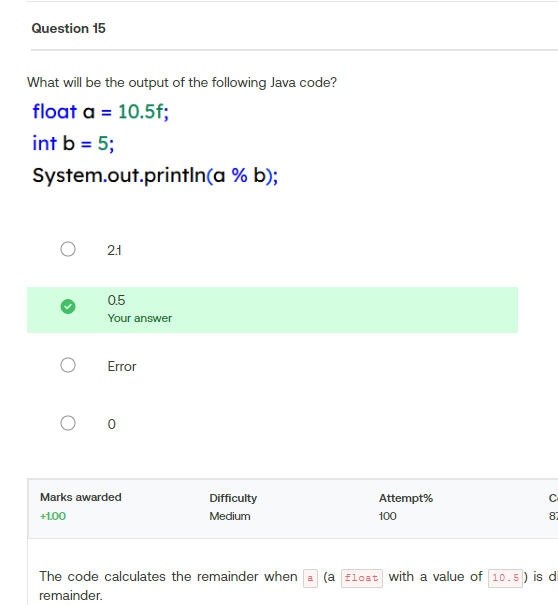 Question 15
What will be the output of the following Java code?
float a = 10.5f;
int b = 5;
System.out.println(a % b);
2.1
0.5
Your answer
Error
0
Marks awarded Difficulty Attempt%
+1.00 Medium 100
The code calculates the remainder when a (a float with a value of 10.5) is
remainder.